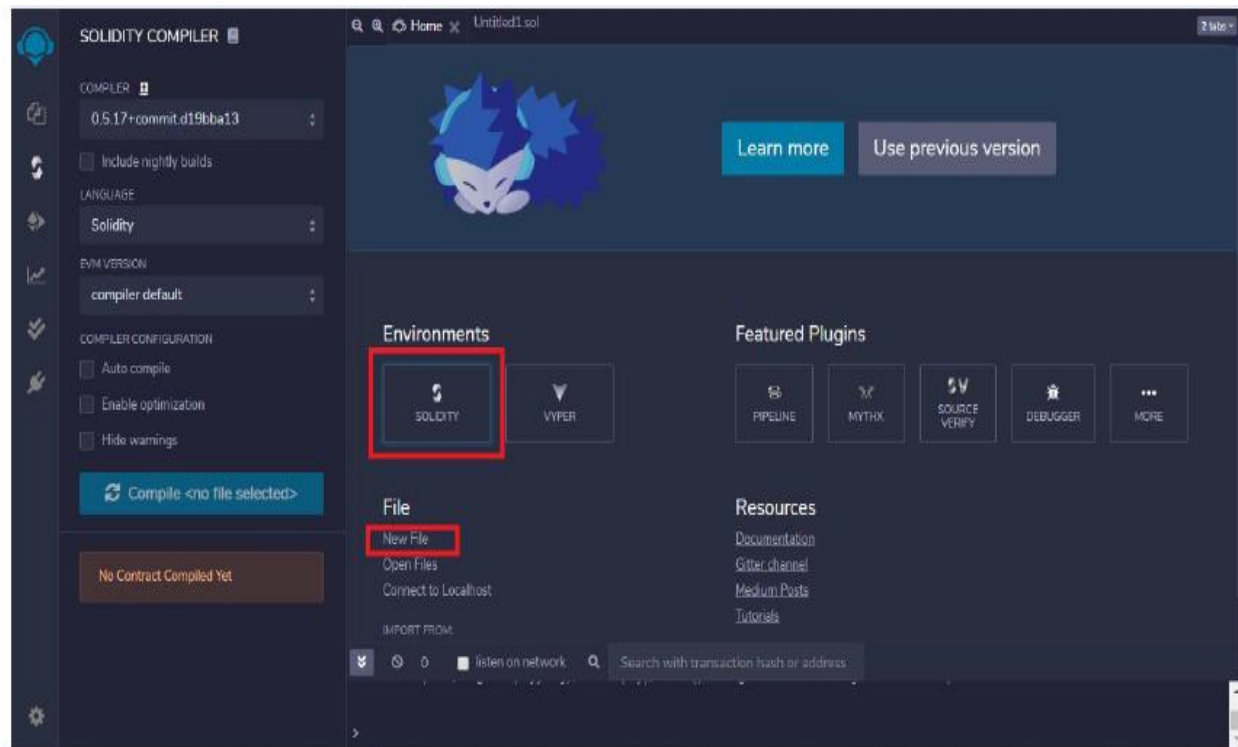 SOLIDITY COMPILER
COMPILER
0.5.17+commit.d19bba13
Include nightly builds
LANGUAGE
Solidity
EVM VERSION
compiler default
COMPILER CONFIGURATION
Auto compile
Enable optimization
Hide warnings
Compile <no file selected>
No Contract Compiled Yet
Home
Untitled1.sol
2 tabs
Learn more
Use previous version
Environments
SOLIDITY
VYPER
Featured Plugins
PIPELINE
MYTHX
SOURCE
VERIFY
DEBUGGER
MORE
File
New File
Open Files
Connect to Localhost
IMPORT FROM:
Resources
Documentation
Gitter channel
Medium Posts
Tutorials
0
listen on network
Search with transaction hash or address
>